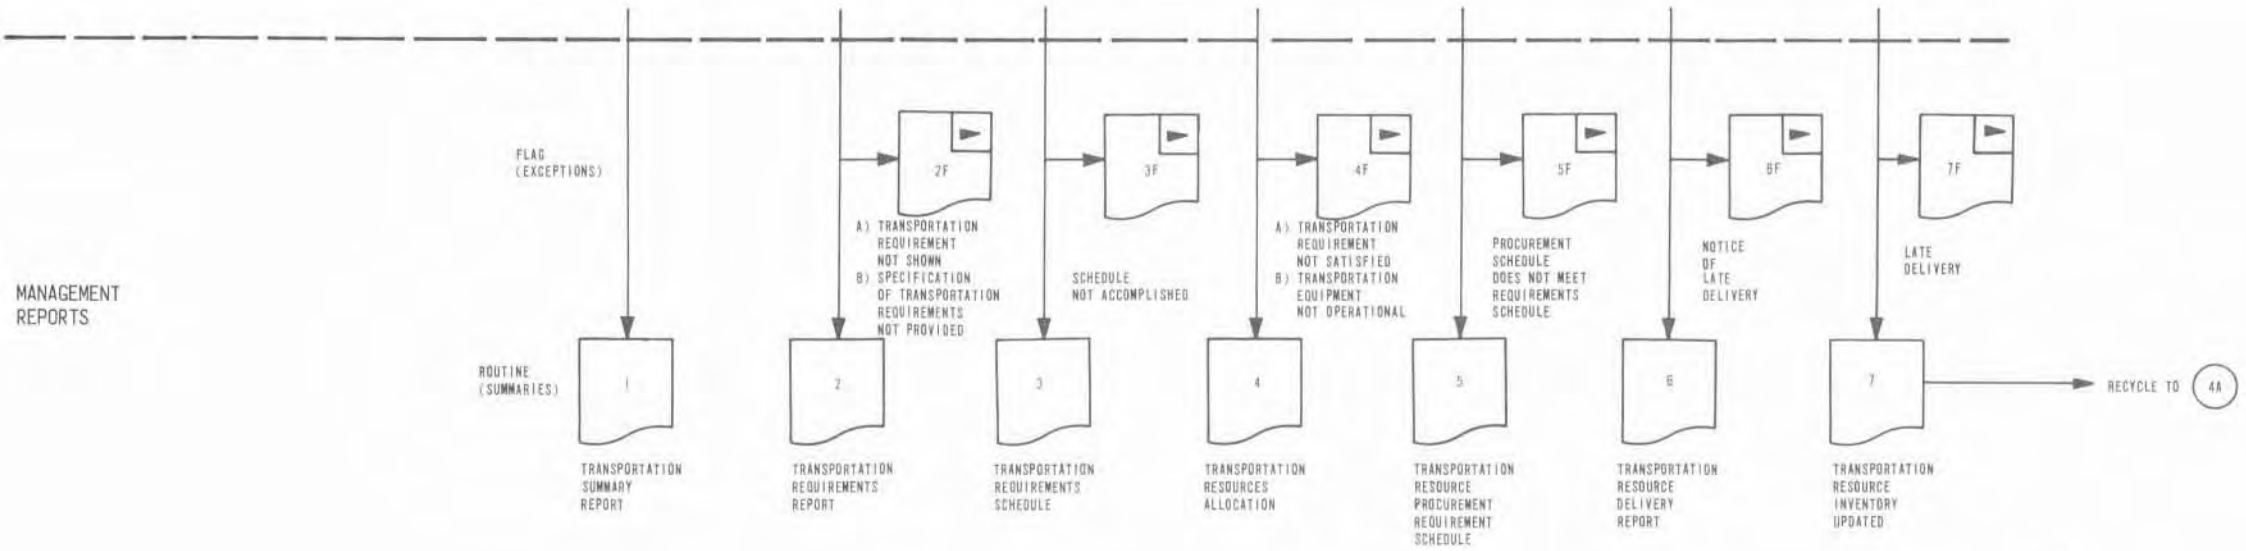 FLAG
(EXCEPTIONS)
2F
3F
4F
5F
6F
7F
A) TRANSPORTATION
REQUIREMENT
NOT SHOWN
B) SPECIFICATION
OF TRANSPORTATION
REQUIREMENTS
NOT PROVIDED
SCHEDULE
NOT ACCOMPLISHED
A) TRANSPORTATION
REQUIREMENT
NOT SATISFIED
B) TRANSPORTATION
EQUIPMENT
NOT OPERATIONAL
PROCUREMENT
SCHEDULE
DOES NOT MEET
REQUIREMENTS
SCHEDULE
NOTICE
OF
LATE
DELIVERY
LATE
DELIVERY
MANAGEMENT
REPORTS
ROUTINE
(SUMMARIES)
1
2
3
4
5
6
7
RECYCLE TO 4A
TRANSPORTATION
SUMMARY
REPORT
TRANSPORTATION
REQUIREMENTS
REPORT
TRANSPORTATION
REQUIREMENTS
SCHEDULE
TRANSPORTATION
RESOURCES
ALLOCATION
TRANSPORTATION
RESOURCE
PROCUREMENT
REQUIREMENT
SCHEDULE
TRANSPORTATION
RESOURCE
DELIVERY
REPORT
TRANSPORTATION
RESOURCE
INVENTORY
UPDATED